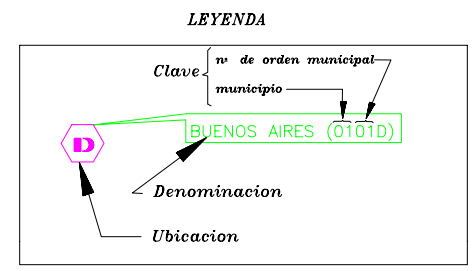 LEYENDA
Clave
nº de orden municipal
municipio
BUENOS AIRES (0101D)
D
Denominacion
Ubicacion